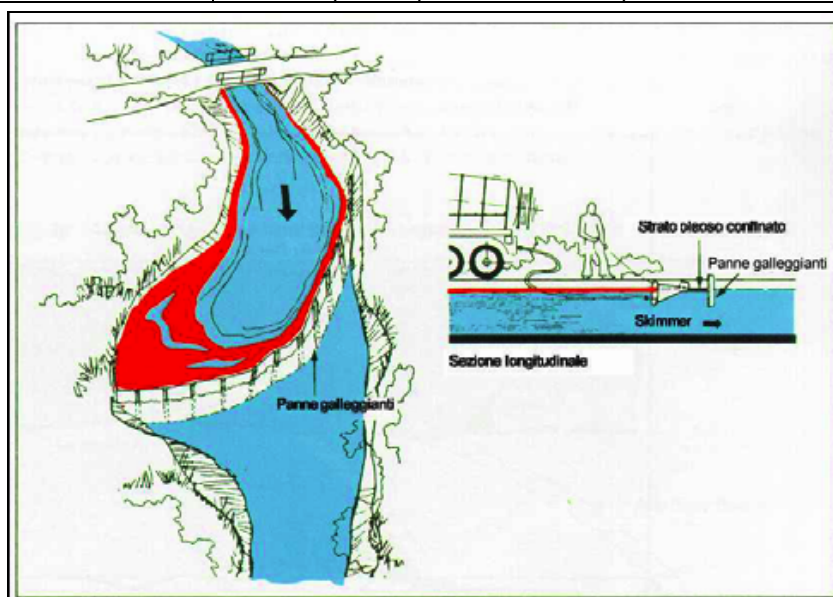 Strato oleoso confinato
Panne galleggianti
Skimmer
Sezione longitudinale
Panne galleggianti